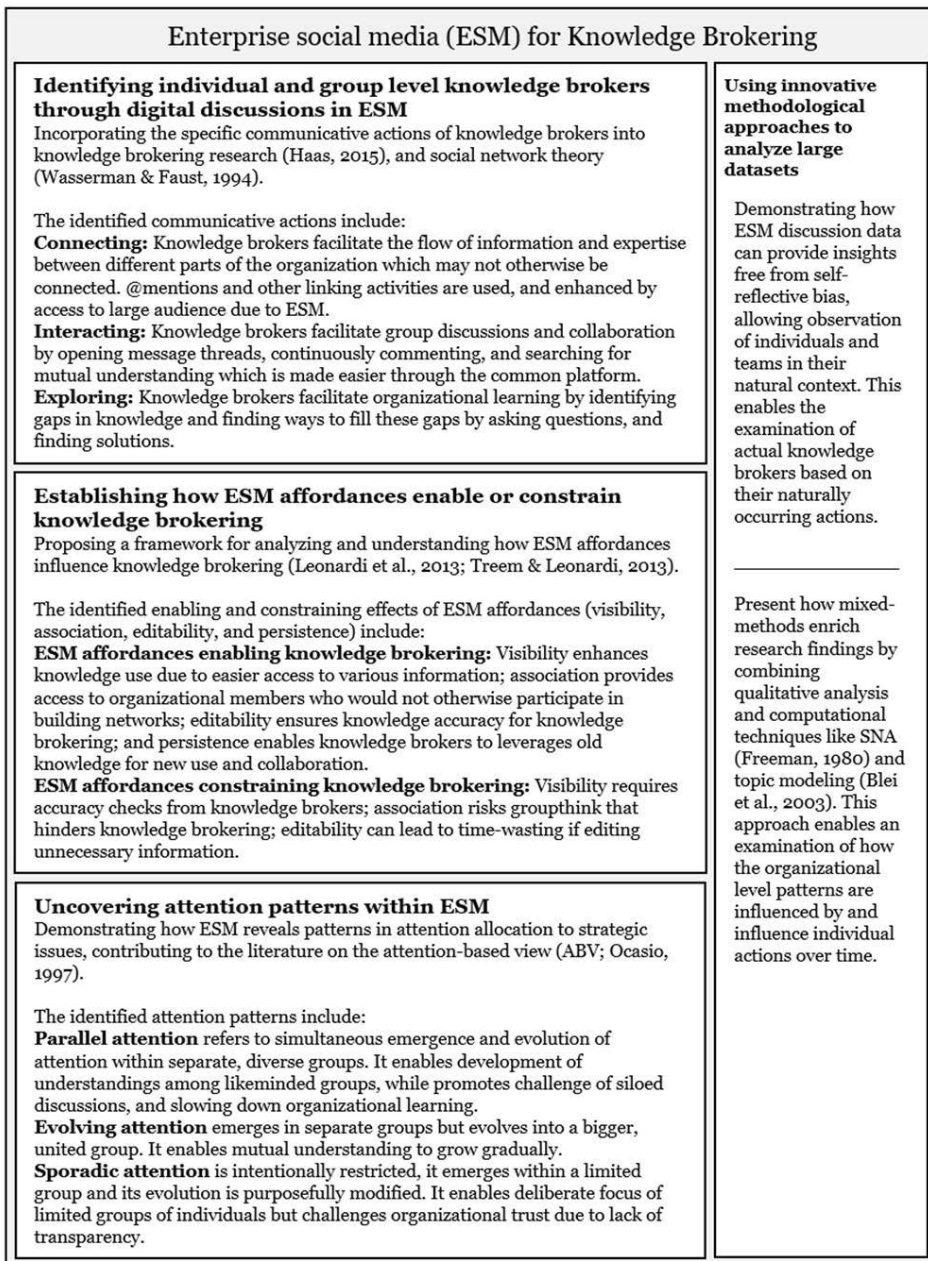 Enterprise social media (ESM) for Knowledge Brokering
Identifying individual and group level knowledge brokers
through digital discussions in ESM
Incorporating the specific communicative actions of knowledge brokers into
knowledge brokering research (Haas, 2015), and social network theory
(Wasserman & Faust, 1994).
The identified communicative actions include:
Connecting: Knowledge brokers facilitate the flow of information and expertise
between different parts of the organization which may not otherwise be
connected. @mentions and other linking activities are used, and enhanced by
access to large audience due to ESM.
Interacting: Knowledge brokers facilitate group discussions and collaboration
by opening message threads, continuously commenting, and searching for
mutual understanding which is made easier through the common platform.
Exploring: Knowledge brokers facilitate organizational learning by identifying
gaps in knowledge and finding ways to fill these gaps by asking questions, and
finding solutions.
Establishing how ESM affordances enable or constrain
knowledge brokering
Proposing a framework for analyzing and understanding how ESM affordances
influence knowledge brokering (Leonardi et al., 2013; Treem & Leonardi, 2013).
The identified enabling and constraining effects of ESM affordances (visibility,
association, editability, and persistence) include:
ESM affordances enabling knowledge brokering: Visibility enhances
knowledge use due to easier access to various information; association provides
access to organizational members who would not otherwise participate in
building networks; editability ensures knowledge accuracy for knowledge
brokering; and persistence enables knowledge brokers to leverages old
knowledge for new use and collaboration.
ESM affordances constraining knowledge brokering: Visibility requires
accuracy checks from knowledge brokers; association risks groupthink that
hinders knowledge brokering; editability can lead to time-wasting if editing
unnecessary information.
Uncovering attention patterns within ESM
Demonstrating how ESM reveals patterns in attention allocation to strategic
issues, contributing to the literature on the attention-based view (ABV; Ocasio,
1997).
The identified attention patterns include:
Parallel attention refers to simultaneous emergence and evolution of
attention within separate, diverse groups. It enables development of
understandings among likeminded groups, while promotes challenge of siloed
discussions, and slowing down organizational learning.
Evolving attention emerges in separate groups but evolves into a bigger,
united group. It enables mutual understanding to grow gradually.
Sporadic attention is intentionally restricted, it emerges within a limited
group and its evolution is purposefully modified. It enables deliberate focus of
limited groups of individuals but challenges organizational trust due to lack of
transparency.
Using innovative
methodological
approaches to
analyze large
datasets
Demonstrating how
ESM discussion data
can provide insights
free from self-
reflective bias,
allowing observation
of individuals and
teams in their
natural context. This
enables the
examination of
actual knowledge
brokers based on
their naturally
occurring actions.
Present how mixed-
methods enrich
research findings by
combining
qualitative analysis
and computational
techniques like SNA
(Freeman, 1980) and
topic modeling (Blei
et al., 2003). This
approach enables an
examination of how
the organizational
level patterns are
influenced by and
influence individual
actions over time.